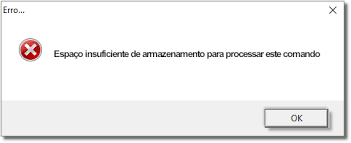 Erro...
Espaço insuficiente de armazenamento para processar este comando
OK